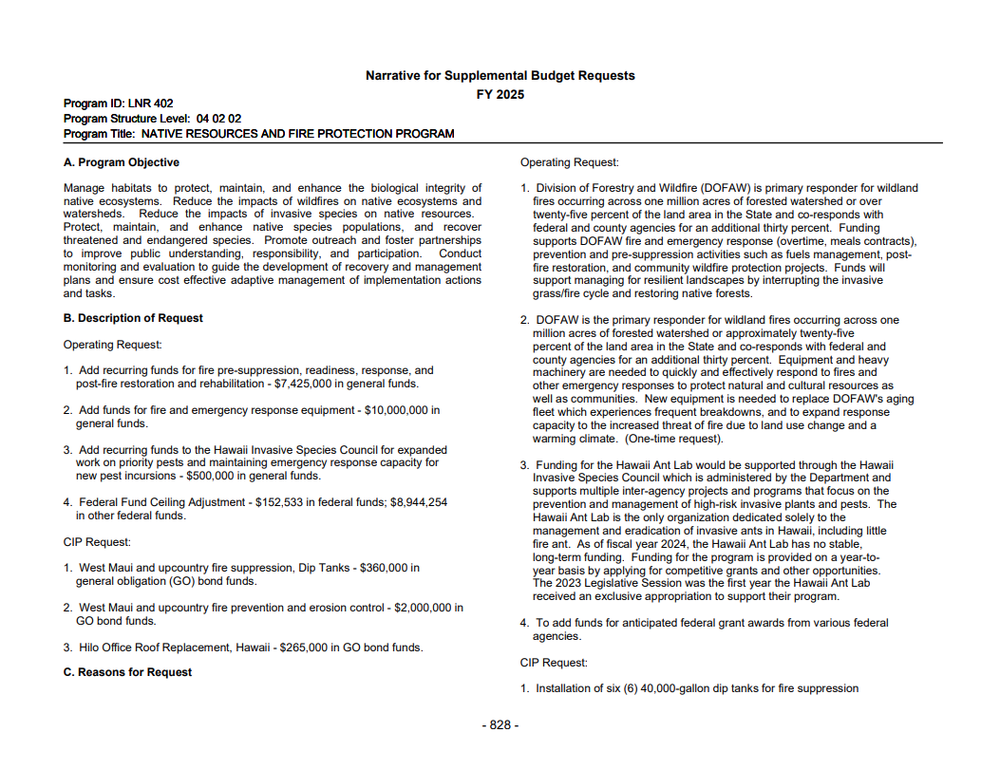 Narrative for Supplemental Budget Requests
FY 2025
Program ID: LNR 402
Program Structure Level: 04 02 02
Program Title: NATIVE RESOURCES AND FIRE PROTECTION PROGRAM
A. Program Objective
Manage habitats to protect, maintain, and enhance the biological integrity of
native ecosystems. Reduce the impacts of wildfires on native ecosystems and
watersheds. Reduce the impacts of invasive species on native resources.
Protect, maintain, and enhance native species populations, and recover
threatened and endangered species. Promote outreach and foster partnerships
to improve public understanding, responsibility, and participation. Conduct
monitoring and evaluation to guide the development of recovery and management
plans and ensure cost effective adaptive management of implementation actions
and tasks.
B. Description of Request
Operating Request:
1. Add recurring funds for fire pre-suppression, readiness, response, and
post-fire restoration and rehabilitation - $7,425,000 in general funds.
2. Add funds for fire and emergency response equipment - $10,000,000 in
general funds.
3. Add recurring funds to the Hawaii Invasive Species Council for expanded
work on priority pests and maintaining emergency response capacity for
new pest incursions - $500,000 in general funds.
4. Federal Fund Ceiling Adjustment - $152,533 in federal funds; $8,944,254
in other federal funds.
CIP Request:
1. West Maui and upcountry fire suppression, Dip Tanks - $360,000 in
general obligation (GO) bond funds.
2. West Maui and upcountry fire prevention and erosion control - $2,000,000 in
GO bond funds.
3. Hilo Office Roof Replacement, Hawaii - $265,000 in GO bond funds.
C. Reasons for Request
Operating Request:
1. Division of Forestry and Wildfire (DOFAW) is primary responder for wildland
fires occurring across one million acres of forested watershed or over
twenty-five percent of the land area in the State and co-responds with
federal and county agencies for an additional thirty percent. Funding
supports DOFAW fire and emergency response (overtime, meals contracts),
prevention and pre-suppression activities such as fuels management, post-
fire restoration, and community wildfire protection projects. Funds will
support managing for resilient landscapes by interrupting the invasive
grass/fire cycle and restoring native forests.
2. DOFAW is the primary responder for wildland fires occurring across one
million acres of forested watershed or approximately twenty-five
percent of the land area in the State and co-responds with federal and
county agencies for an additional thirty percent. Equipment and heavy
machinery are needed to quickly and effectively respond to fires and
other emergency responses to protect natural and cultural resources as
well as communities. New equipment is needed to replace DOFAW's aging
fleet which experiences frequent breakdowns, and to expand response
capacity to the increased threat of fire due to land use change and a
warming climate. (One-time request).
3. Funding for the Hawaii Ant Lab would be supported through the Hawaii
Invasive Species Council which is administered by the Department and
supports multiple inter-agency projects and programs that focus on the
prevention and management of high-risk invasive plants and pests. The
Hawaii Ant Lab is the only organization dedicated solely to the
management and eradication of invasive ants in Hawaii, including little
fire ant. As of fiscal year 2024, the Hawaii Ant Lab has no stable,
long-term funding. Funding for the program is provided on a year-to-
year basis by applying for competitive grants and other opportunities.
The 2023 Legislative Session was the first year the Hawaii Ant Lab
received an exclusive appropriation to support their program.
4. To add funds for anticipated federal grant awards from various federal
agencies.
CIP Request:
1. Installation of six (6) 40,000-gallon dip tanks for fire suppression
- 828 -